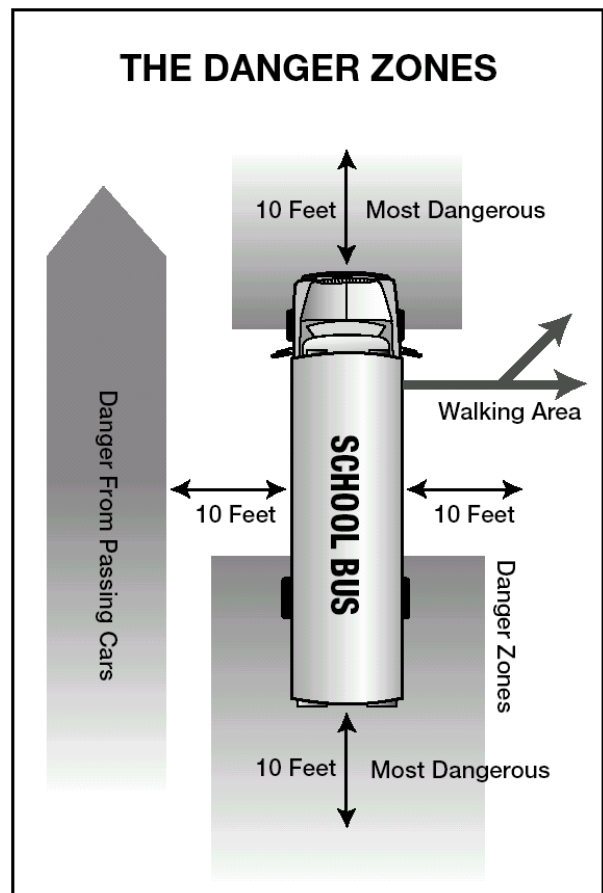 THE DANGER ZONES
10 Feet
Most Dangerous
Walking Area
SCHOOL BUS
Danger From Passing Cars
10 Feet
10 Feet
Danger Zones
10 Feet
Most Dangerous